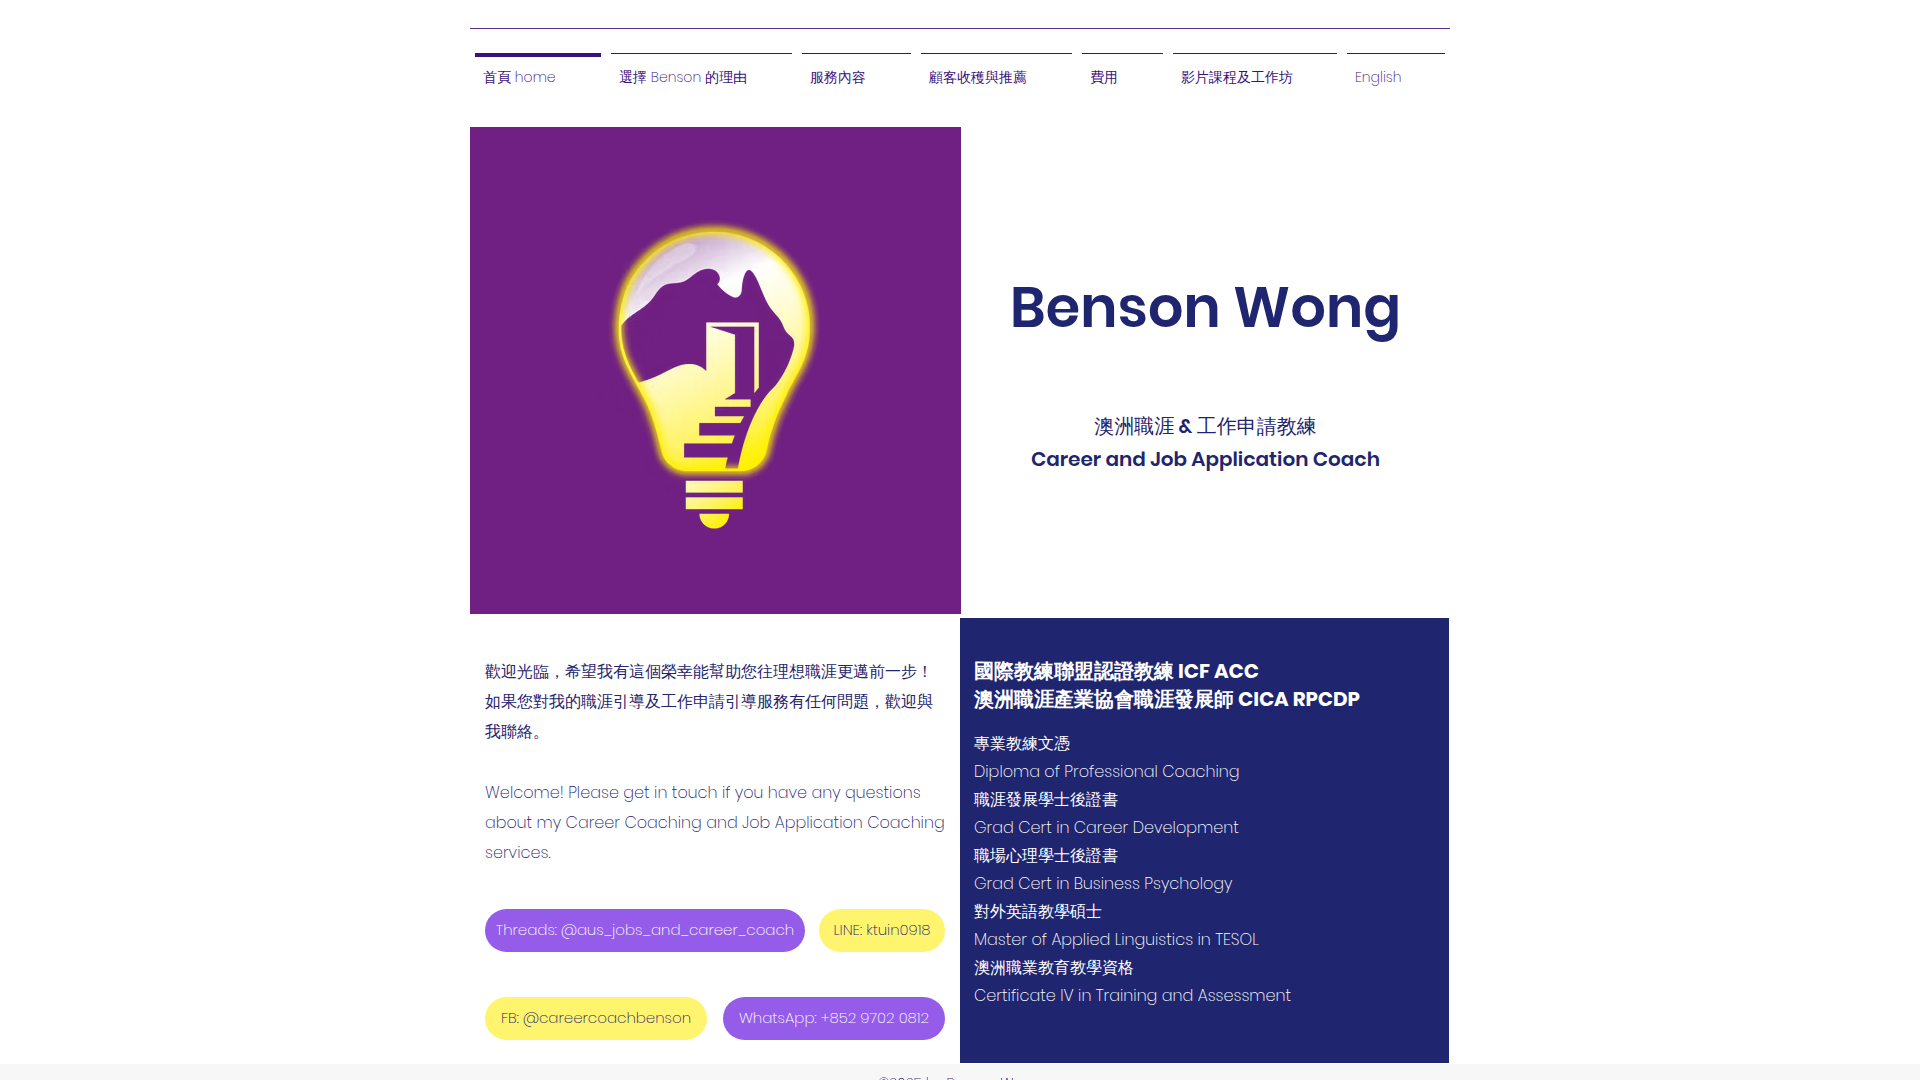 首頁 home
選擇 Benson 的理由
服務內容
顧客收穫與推薦
費用
影片課程及工作坊
English
Benson Wong
澳洲職涯 & 工作申請教練
Career and Job Application Coach
歡迎光臨，希望我有這個榮幸能幫助您往理想職涯更邁前一步！
如果您對我的職涯引導及工作申請引導服務有任何問題，歡迎與
我聯絡。
Welcome! Please get in touch if you have any questions
about my Career Coaching and Job Application Coaching
services.
Threads: @aus_jobs_and_career_coach
LINE: ktuin0918
FB: @careercoachbenson
WhatsApp: +852 9702 0812
國際教練聯盟認證教練 ICF ACC
澳洲職涯產業協會職涯發展師 CICA RPCDP
專業教練文憑
Diploma of Professional Coaching
職涯發展學士後證書
Grad Cert in Career Development
職場心理學士後證書
Grad Cert in Business Psychology
對外英語教學碩士
Master of Applied Linguistics in TESOL
澳洲職業教育教學資格
Certificate IV in Training and Assessment